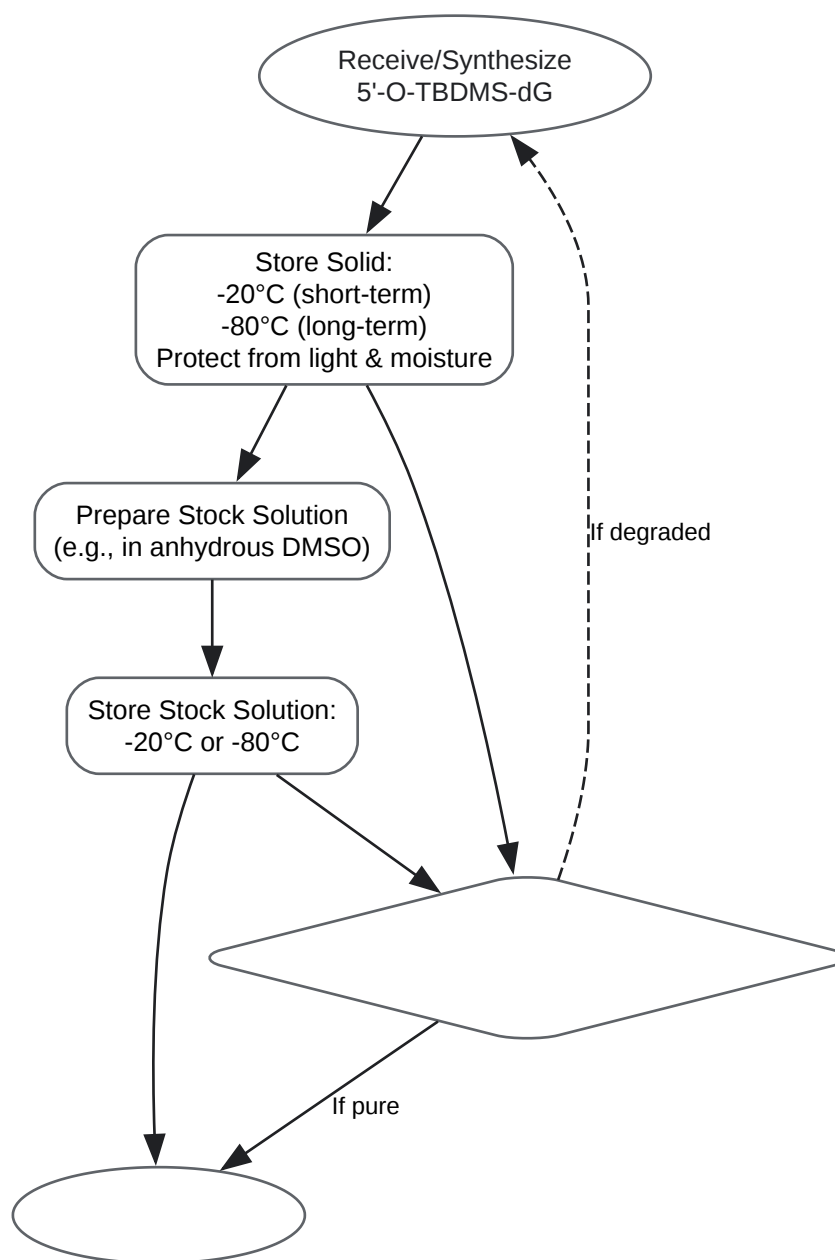 Receive/Synthesize
5'-O-TBDMS-dG
Store Solid:
-20°C (short-term)
-80°C (long-term)
Protect from light & moisture
Prepare Stock Solution
(e.g., in anhydrous DMSO)
If degraded
Store Stock Solution:
-20°C or -80°C
If pure